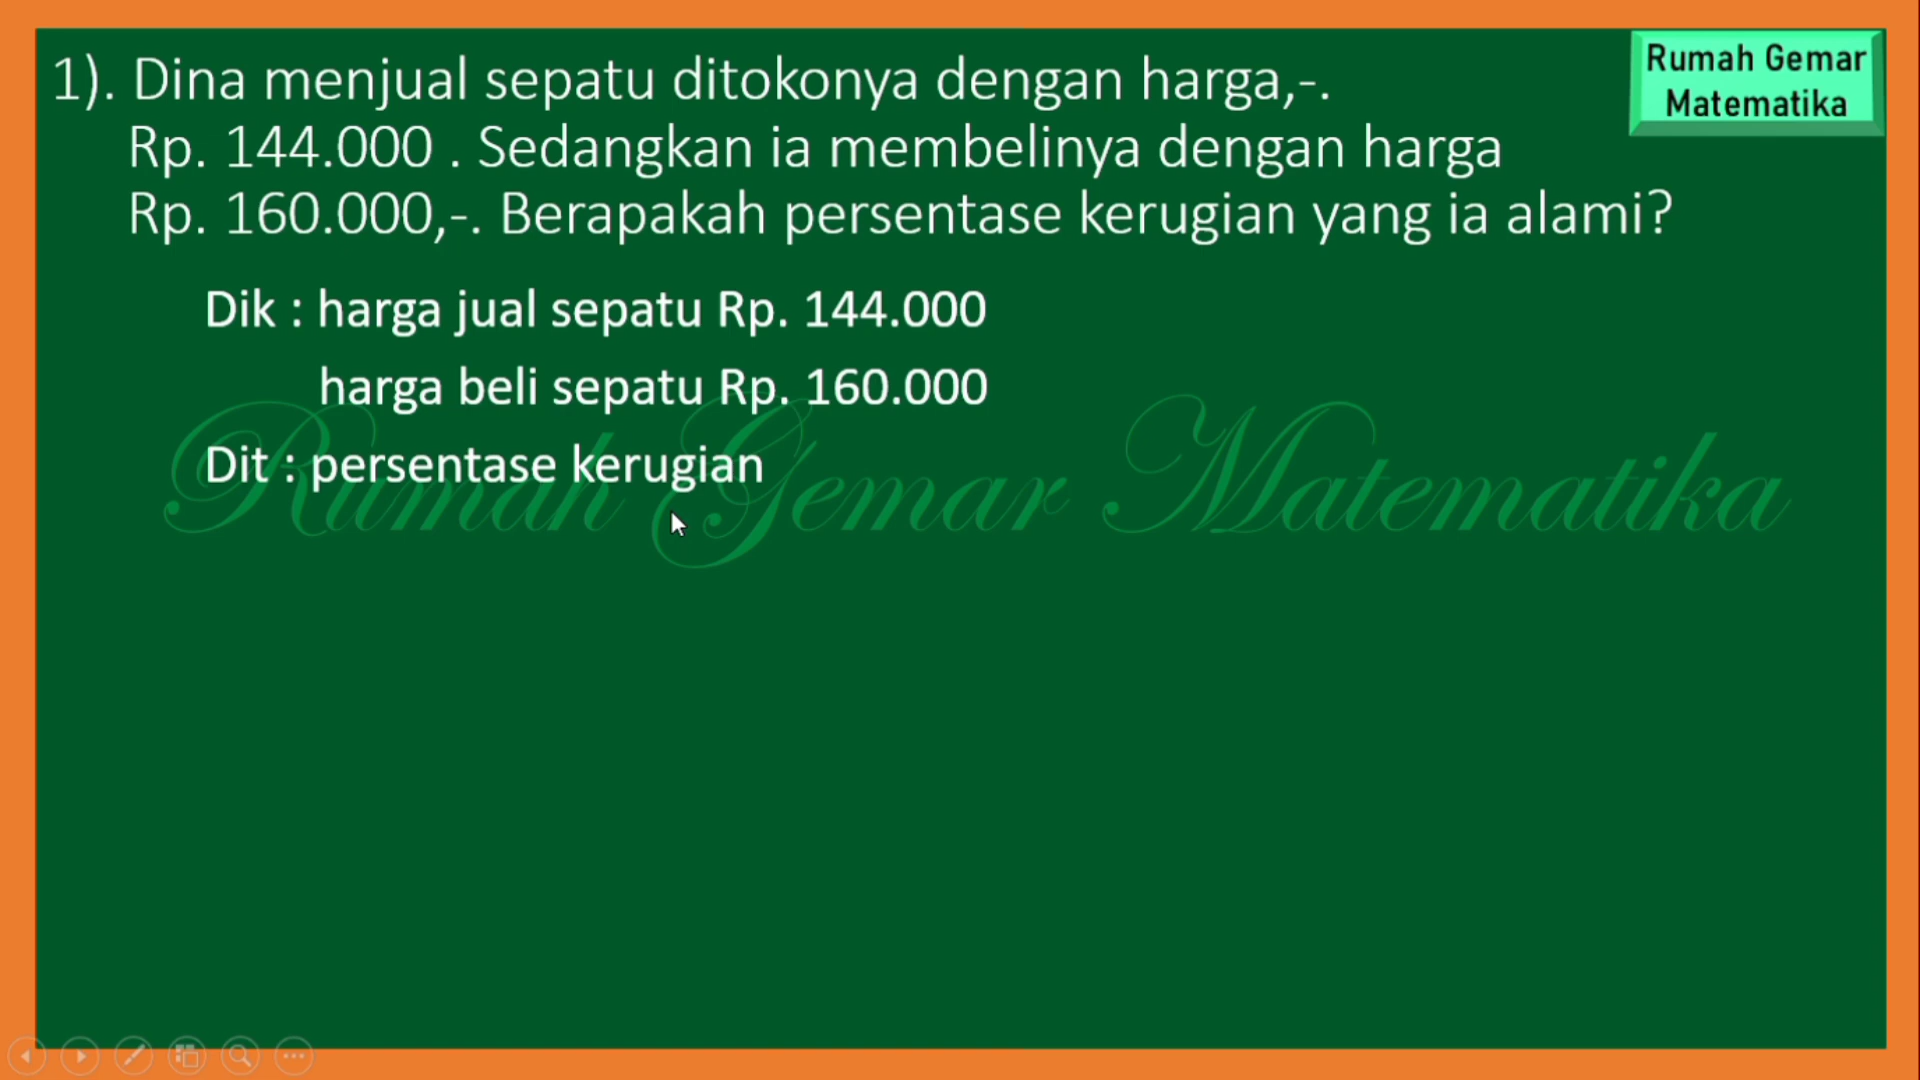 1). Dina menjual sepatu ditokonya dengan harga,-.
Rp. 144.000 . Sedangkan ia membelinya dengan harga
Rp. 160.000,-. Berapakah persentase kerugian yang ia alami?
Rumah Gemar
Matematika
Dik : harga jual sepatu Rp. 144.000
harga beli sepatu Rp. 160.000
Dit : persentase kerugian
Rumah Gemar Matematika